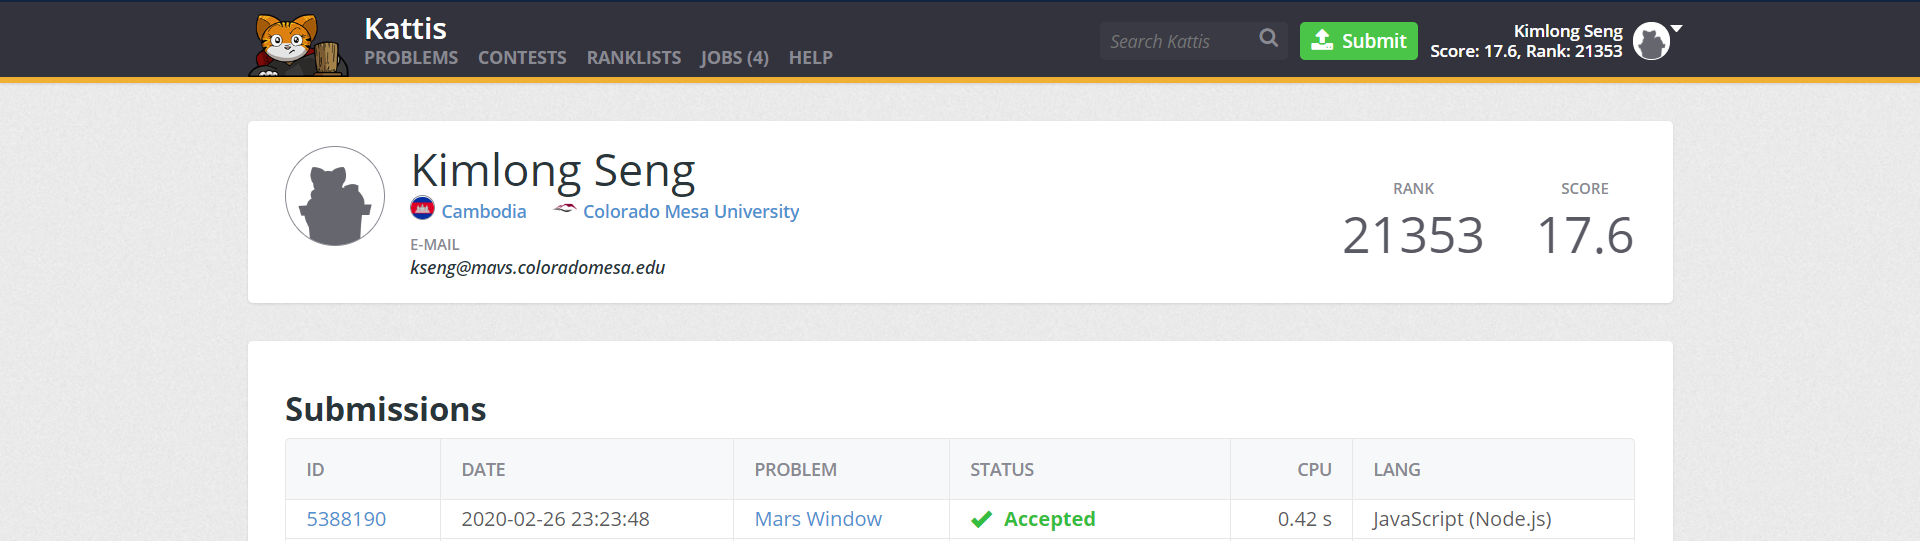 Kattis
PROBLEMS CONTESTS RANKLISTS JOBS (4) HELP
Search Kattis
Submit
Kimlong Seng
Score: 17.6, Rank: 21353
Kimlong Seng
Cambodia Colorado Mesa University
E-MAIL
kseng@mavs.coloradomesa.edu
RANK SCORE
21353 17.6
Submissions
ID DATE PROBLEM STATUS CPU LANG
5388190 2020-02-26 23:23:48 Mars Window Accepted 0.42 s JavaScript (Node.js)